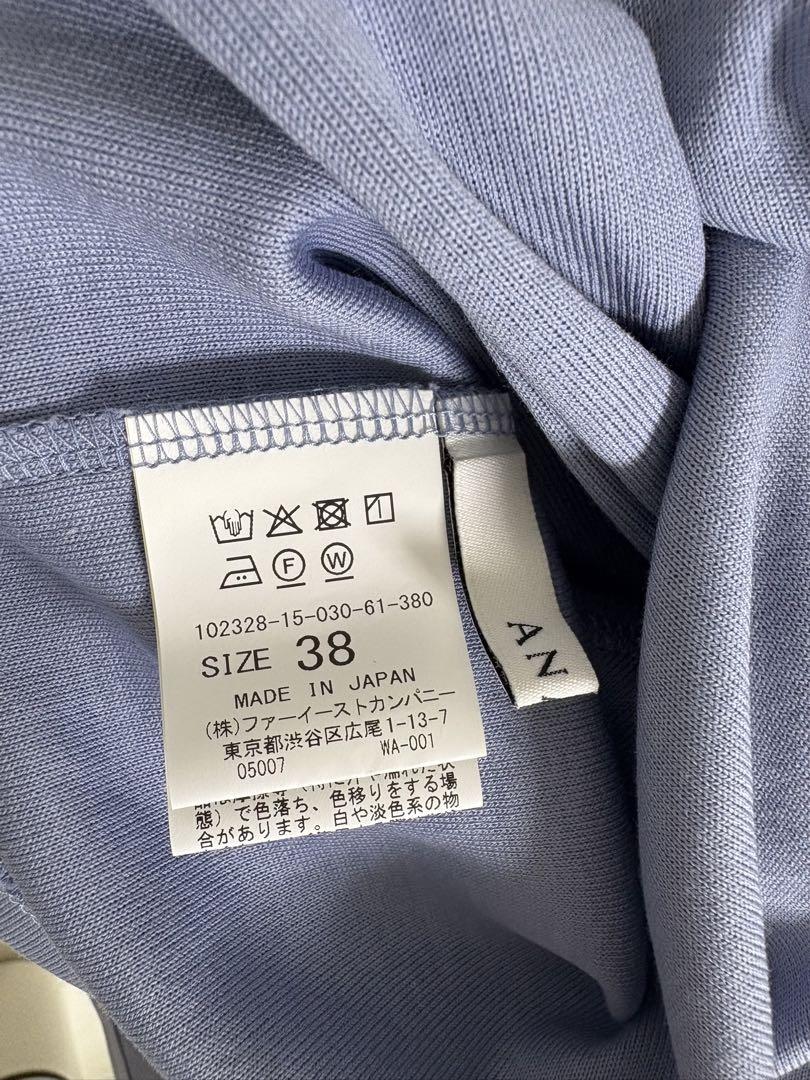 F W
102328-15-030-61-380
SIZE 38
MADE IN JAPAN
(株)ファーイーストカンパニー
東京都渋谷区広尾1-13-7
05007 WA-001
態)で色落ち、色移りをする場
合があります。白や淡色系の物
AN